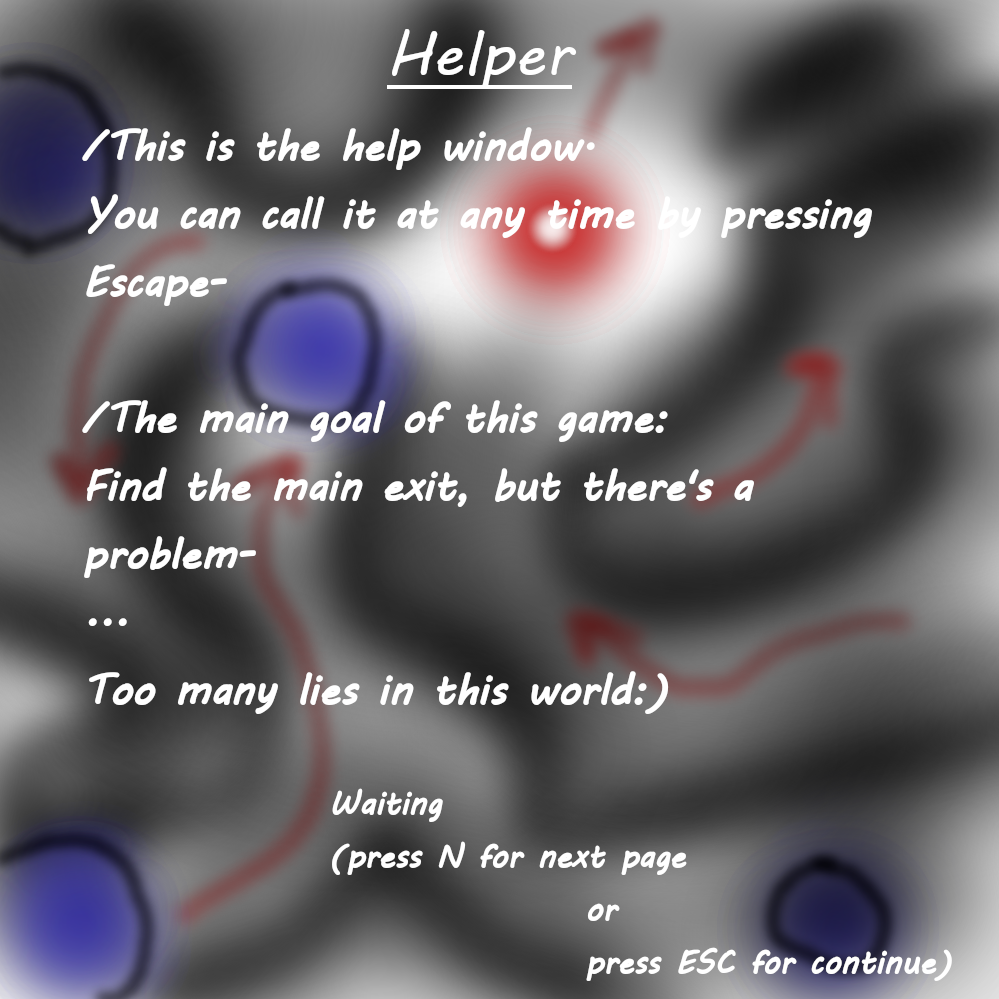 Helper
/This is the help window·
You can call it at any time by pressing
Escape-
/The main goal of this game:
Find the main exit, but there's a
problem-
...
Too many lies in this world:)
Waiting
(press N for next page
or
press ESC for continue)